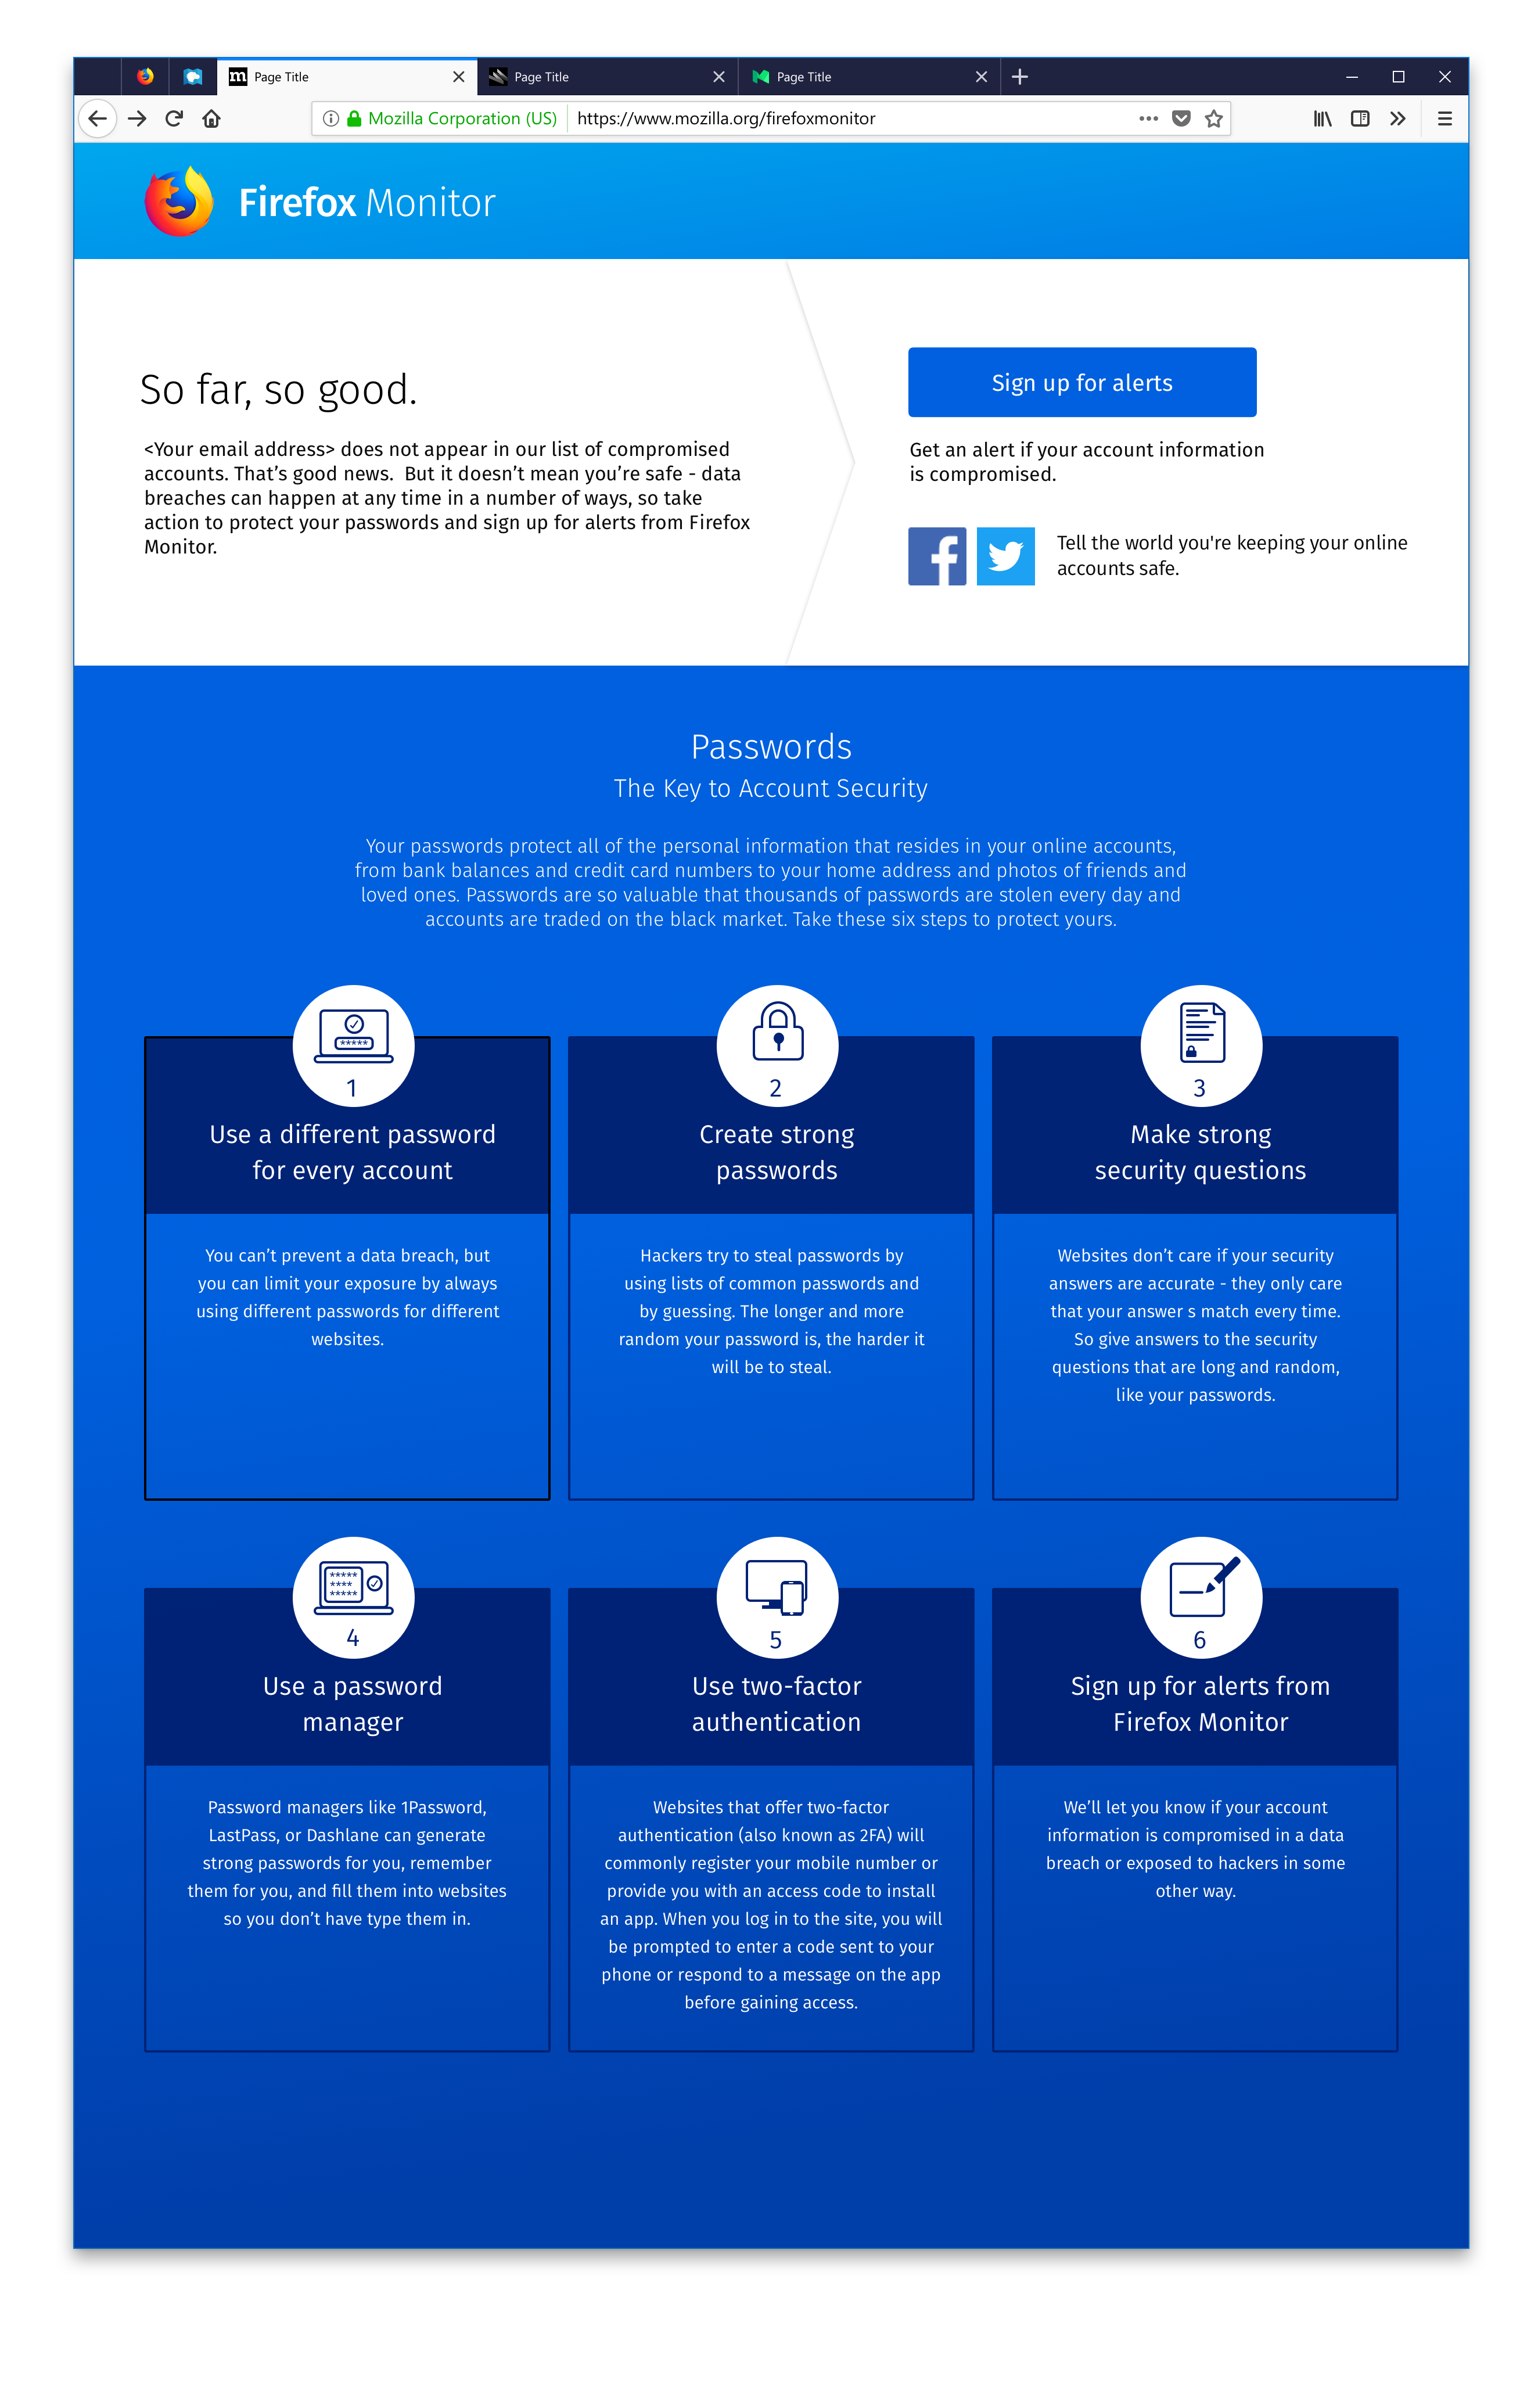 Page Title
Page Title
Page Title
Mozilla Corporation (US)
https://www.mozilla.org/firefoxmonitor
Firefox Monitor
So far, so good.
<Your email address> does not appear in our list of compromised
accounts. That’s good news.  But it doesn’t mean you’re safe - data
breaches can happen at any time in a number of ways, so take
action to protect your passwords and sign up for alerts from Firefox
Monitor.
Sign up for alerts
Get an alert if your account information
is compromised.
Tell the world you're keeping your online
accounts safe.
Passwords
The Key to Account Security
Your passwords protect all of the personal information that resides in your online accounts,
from bank balances and credit card numbers to your home address and photos of friends and
loved ones. Passwords are so valuable that thousands of passwords are stolen every day and
accounts are traded on the black market. Take these six steps to protect yours.
*****
1
Use a different password
for every account
You can’t prevent a data breach, but
you can limit your exposure by always
using different passwords for different
websites.
2
Create strong
passwords
Hackers try to steal passwords by
using lists of common passwords and
by guessing. The longer and more
random your password is, the harder it
will be to steal.
3
Make strong
security questions
Websites don’t care if your security
answers are accurate - they only care
that your answer s match every time.
So give answers to the security
questions that are long and random,
like your passwords.
*****
****
*****
4
Use a password
manager
Password managers like 1Password,
LastPass, or Dashlane can generate
strong passwords for you, remember
them for you, and fill them into websites
so you don’t have type them in.
5
Use two-factor
authentication
Websites that offer two-factor
authentication (also known as 2FA) will
commonly register your mobile number or
provide you with an access code to install
an app. When you log in to the site, you will
be prompted to enter a code sent to your
phone or respond to a message on the app
before gaining access.
6
Sign up for alerts from
Firefox Monitor
We’ll let you know if your account
information is compromised in a data
breach or exposed to hackers in some
other way.